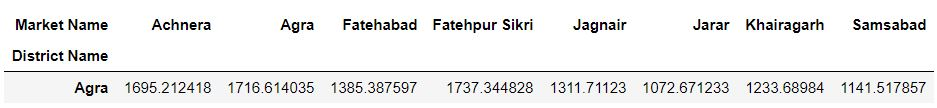 Market Name Achnera Agra Fatehabad Fatehpur Sikri Jagnair Jarar Khairagarh Samsabad
District Name
Agra 1695.212418 1716.614035 1385.387597 1737.344828 1311.71123 1072.671233 1233.68984 1141.517857